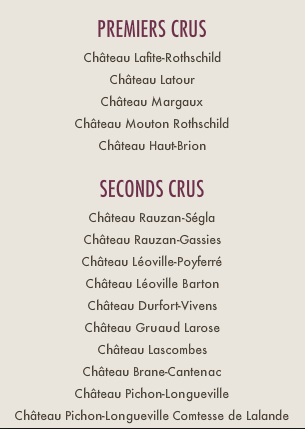 PREMIERS CRUS
Château Lafite-Rothschild
Château Latour
Château Margaux
Château Mouton Rothschild
Château Haut-Brion
SECONDS CRUS
Château Rauzan-Ségla
Château Rauzan-Gassies
Château Léoville-Poyferré
Château Léoville Barton
Château Durfort-Vivens
Château Gruaud Larose
Château Lascombes
Château Brane-Cantenac
Château Pichon-Longueville
Château Pichon-Longueville Comtesse de Lalande